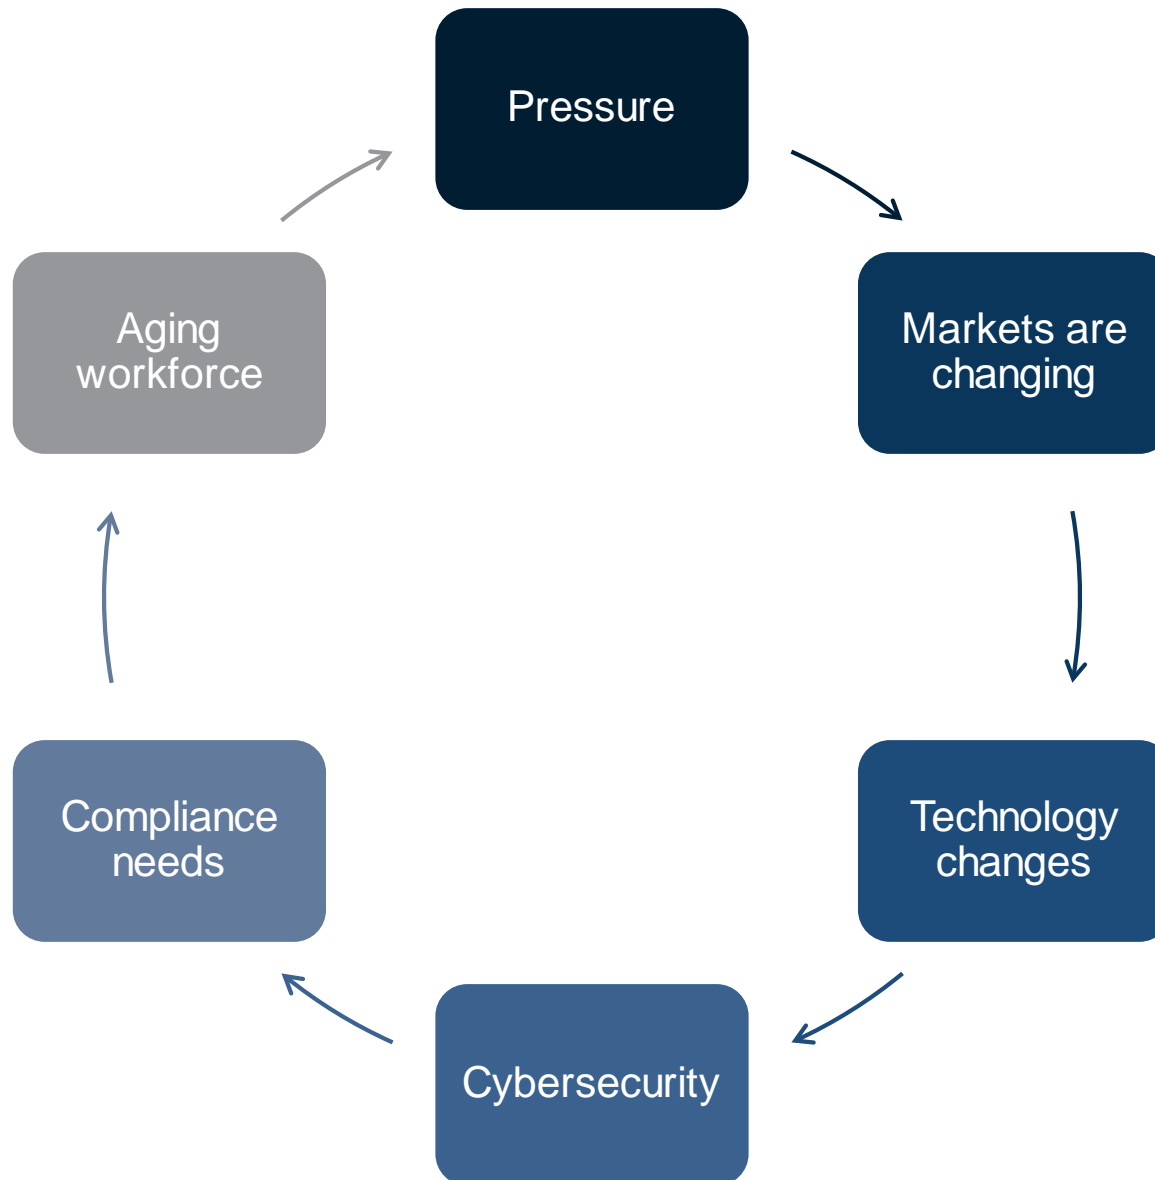 Pressure
Markets are
changing
Technology
changes
Cybersecurity
Compliance
needs
Aging
workforce